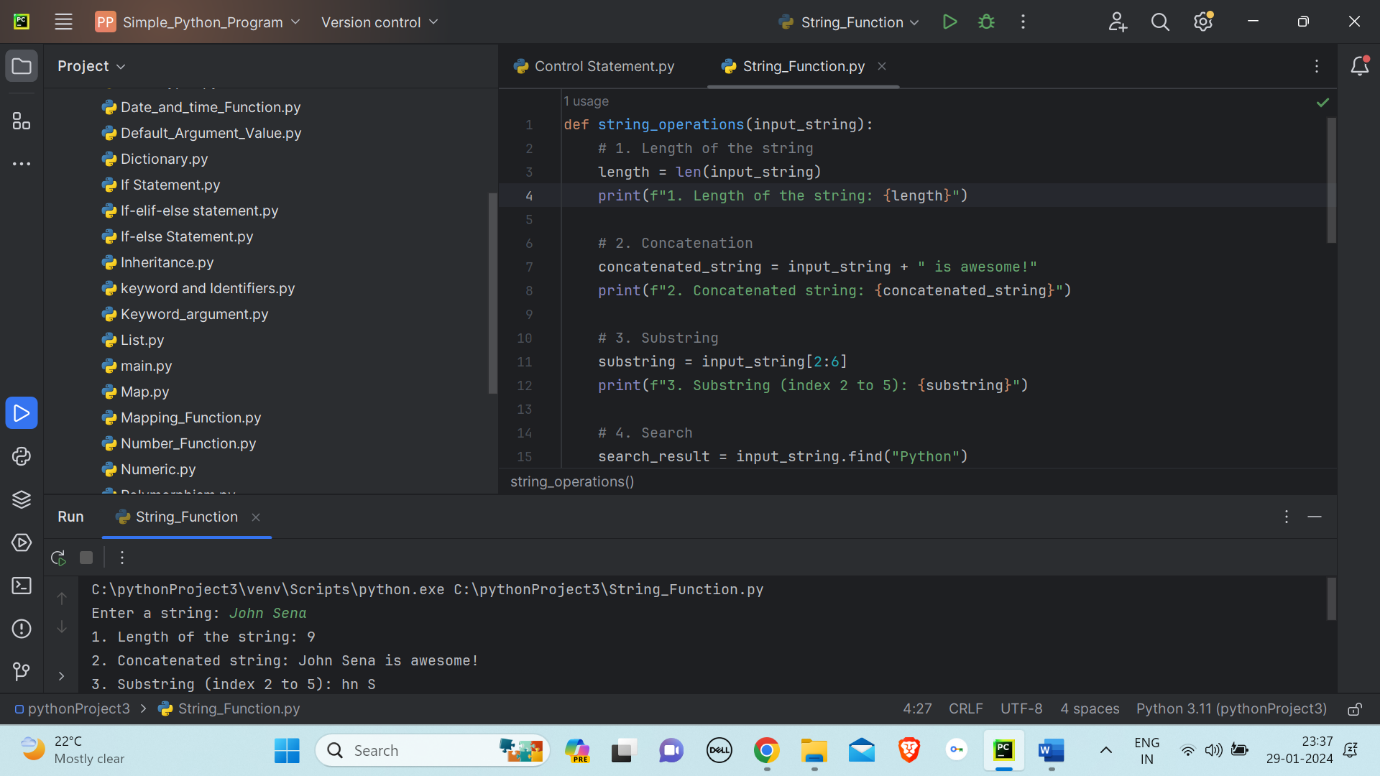 PP Simple_Python_Program Version control String_Function
Project
Date_and_time_Function.py
Default_Argument_Value.py
Dictionary.py
If Statement.py
If-elif-else statement.py
If-else Statement.py
Inheritance.py
keyword and Identifiers.py
Keyword_argument.py
List.py
main.py
Map.py
Mapping_Function.py
Number_Function.py
Numeric.py
Polymorphism.py
Control Statement.py String_Function.py
1 usage
1 def string_operations(input_string):
2 # 1. Length of the string
3 length = len(input_string)
4 print(f"1. Length of the string: {length}")
5
6 # 2. Concatenation
7 concatenated_string = input_string + " is awesome!"
8 print(f"2. Concatenated string: {concatenated_string}")
9
10 # 3. Substring
11 substring = input_string[2:6]
12 print(f"3. Substring (index 2 to 5): {substring}")
13
14 # 4. Search
15 search_result = input_string.find("Python")
string_operations()
Run String_Function
C:\pythonProject3\venv\Scripts\python.exe C:\pythonProject3\String_Function.py
Enter a string: John Sena
1. Length of the string: 9
2. Concatenated string: John Sena is awesome!
3. Substring (index 2 to 5): hn S
pythonProject3 String_Function.py 4:27 CRLF UTF-8 4 spaces Python 3.11 (pythonProject3)
22°C
Mostly clear
Search
PRE
DELL
PC
W
ENG
IN
23:37
29-01-2024